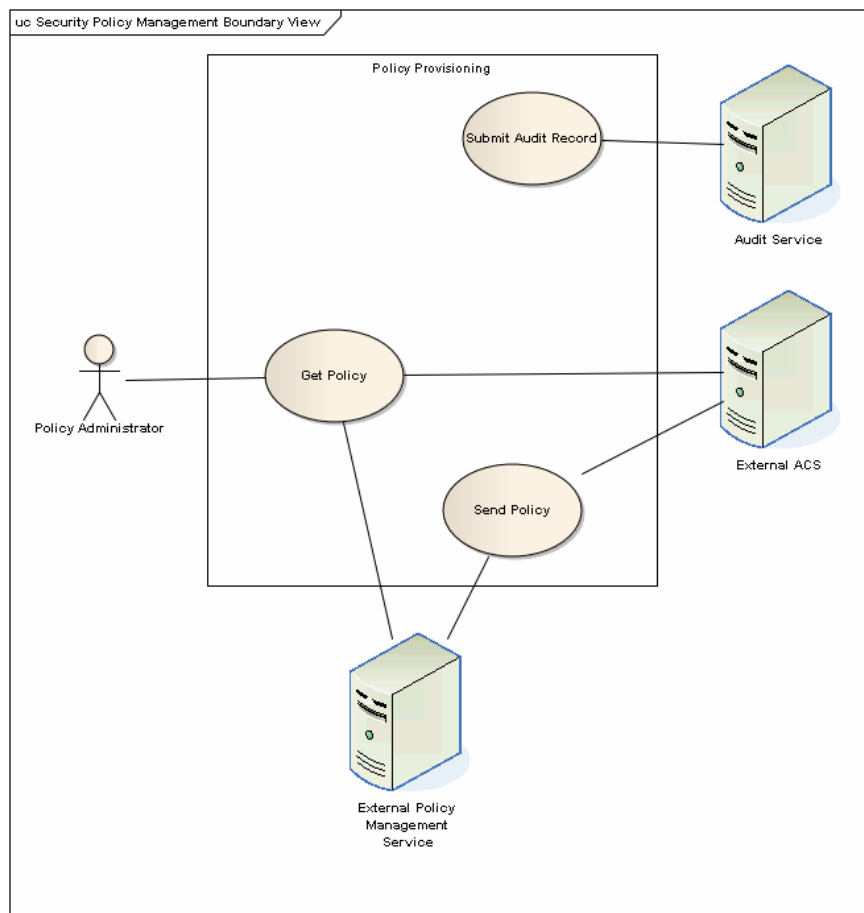 uc Security Policy Management Boundary View
Policy Provisioning
Submit Audit Record
Audit Service
Get Policy
Policy Administrator
External ACS
Send Policy
External Policy
Management
Service